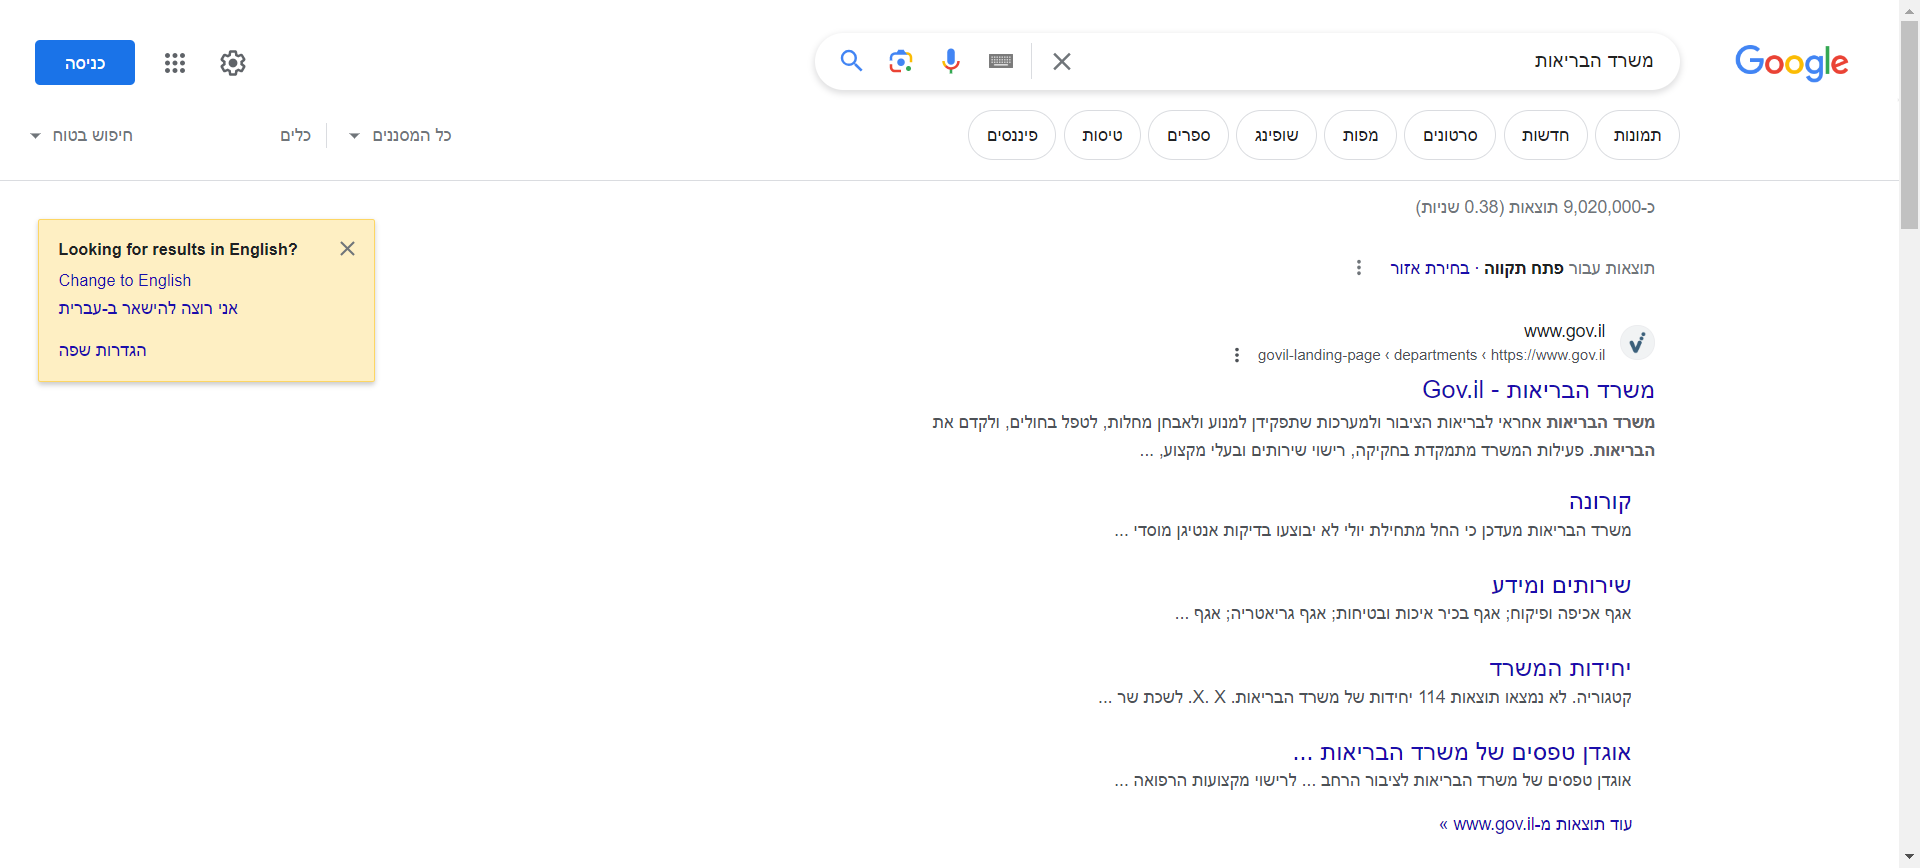 Google
משרד הבריאות
כניסה
תמונות
חדשות
סרטונים
מפות
שופינג
ספרים
טיסות
פיננסים
כל המסננים
כלים
חיפוש בטוח
כ-9,020,000 תוצאות (0.38 שניות)
Looking for results in English?
Change to English
אני רוצה להישאר ב-עברית
הגדרות שפה
תוצאות עבור פתח תקווה · בחירת אזור
www.gov.il
https://www.gov.il › departments › govil-landing-page
משרד הבריאות - Gov.il
משרד הבריאות אחראי לבריאות הציבור ולמערכות שתפקידן למנוע ולאבחן מחלות, לטפל בחולים, ולקדם את
הבריאות. פעילות המשרד מתמקדת בחקיקה, רישוי שירותים ובעלי מקצוע, ...
קורונה
משרד הבריאות מעדכן כי החל מתחילת יולי לא יבוצעו בדיקות אנטיגן מוסדי ...
שירותים ומידע
אגף אכיפה ופיקוח; אגף בכיר איכות ובטיחות; אגף גריאטריה; אגף ...
יחידות המשרד
קטגוריה. לא נמצאו תוצאות 114 יחידות של משרד הבריאות. X. X. לשכת שר ...
אוגדן טפסים של משרד הבריאות ...
אוגדן טפסים של משרד הבריאות לציבור הרחב ... לרישוי מקצועות הרפואה ...
עוד תוצאות מ-www.gov.il »